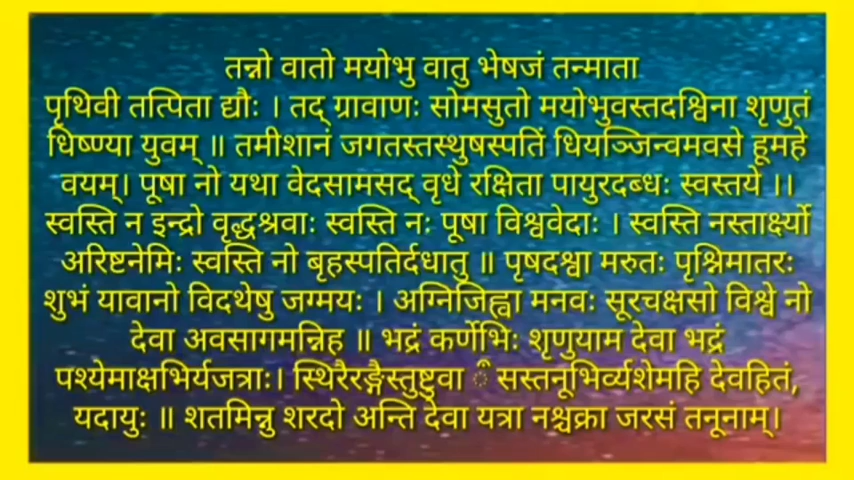 तन्नो वातो मयोभु वातु भेषजं तन्माता
पृथिवी तत्पिता द्यौः । तद् ग्रावाणः सोमसुतो मयोभुवस्तदश्विना शृणुतं
धिष्ण्या युवम् ॥ तमीशानं जगतस्तस्थुषस्पतिं धियञ्जिन्वमवसे हूमहे
वयम्। पूषा नो यथा वेदसामसद् वृधे रक्षिता पायुरदब्धः स्वस्तये ।।
स्वस्ति न इन्द्रो वृद्धश्रवाः स्वस्ति नः पूषा विश्ववेदाः । स्वस्ति नस्तार्क्ष्यो
अरिष्टनेमिः स्वस्ति नो बृहस्पतिर्दधातु ॥ पृषदश्वा मरुतः पृश्निमातरः
शुभं यावानो विदथेषु जग्मयः । अग्निजिह्वा मनवः सूरचक्षसो विश्वे नो
देवा अवसागमन्निह ॥ भद्रं कर्णेभिः शृणुयाम देवा भद्रं
पश्येमाक्षभिर्यजत्राः। स्थिरैरङ्गैस्तुष्टुवा ँ सस्तनूभिर्व्यशेमहि देवहितं,
यदायुः ॥ शतमिन्नु शरदो अन्ति देवा यत्रा नश्चक्रा जरसं तनूनाम्।